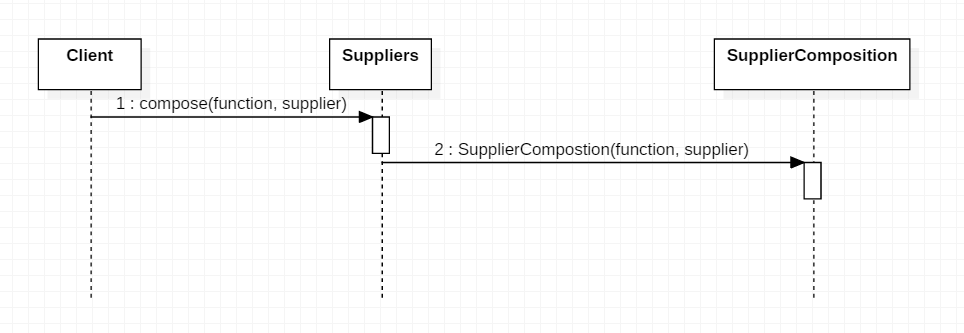 Client
Suppliers
SupplierComposition
1 : compose(function, supplier)
2 : SupplierCompostion(function, supplier)